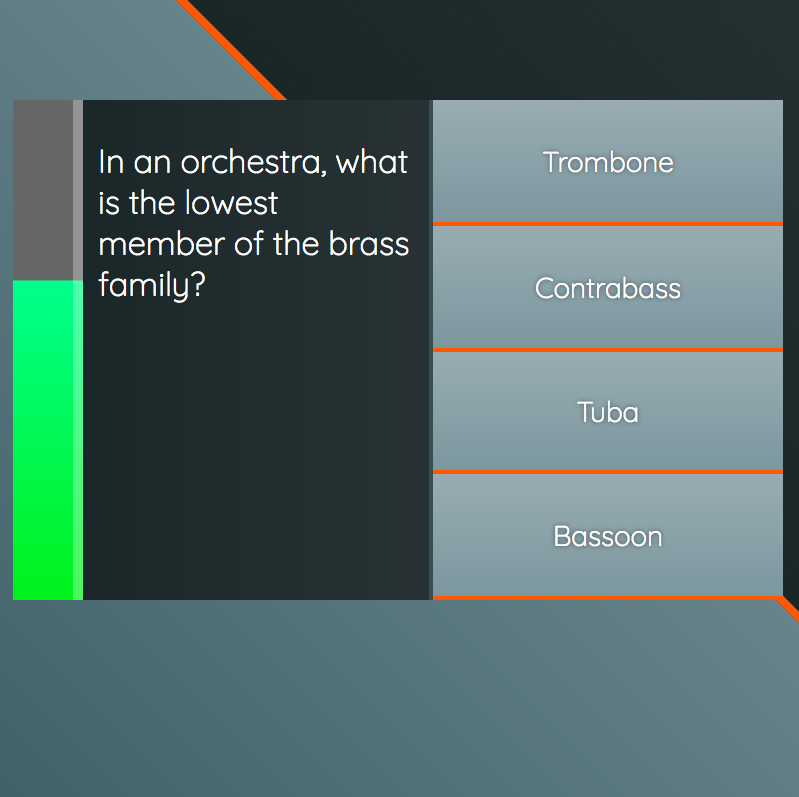 In an orchestra, what
is the lowest
member of the brass
family?
Trombone
Contrabass
Tuba
Bassoon